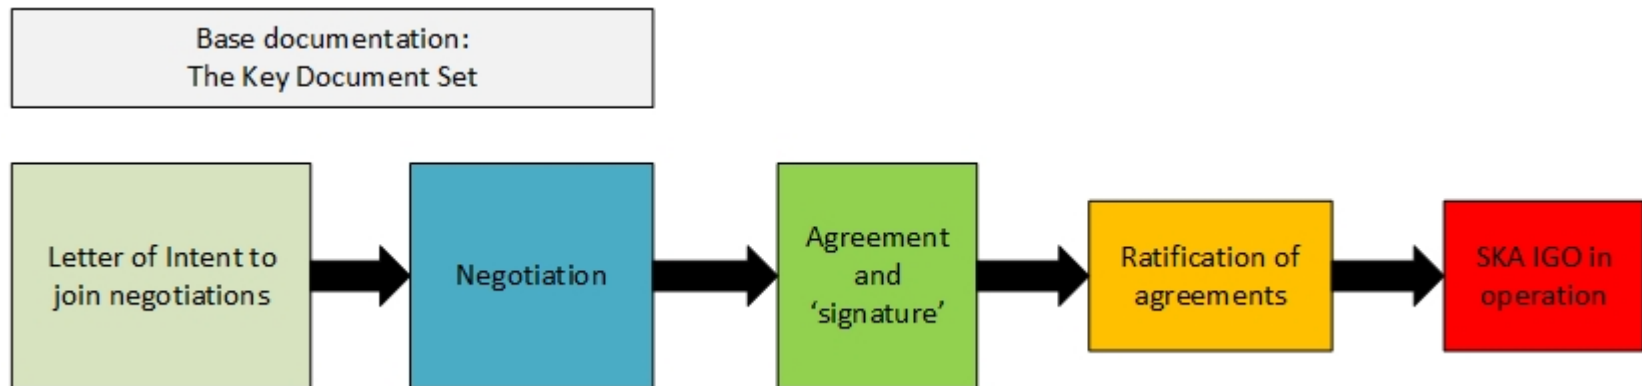 Base documentation:
The Key Document Set
Letter of Intent to
join negotiations
Negotiation
Agreement
and
‘signature’
Ratification of
agreements
SKA IGO in
operation